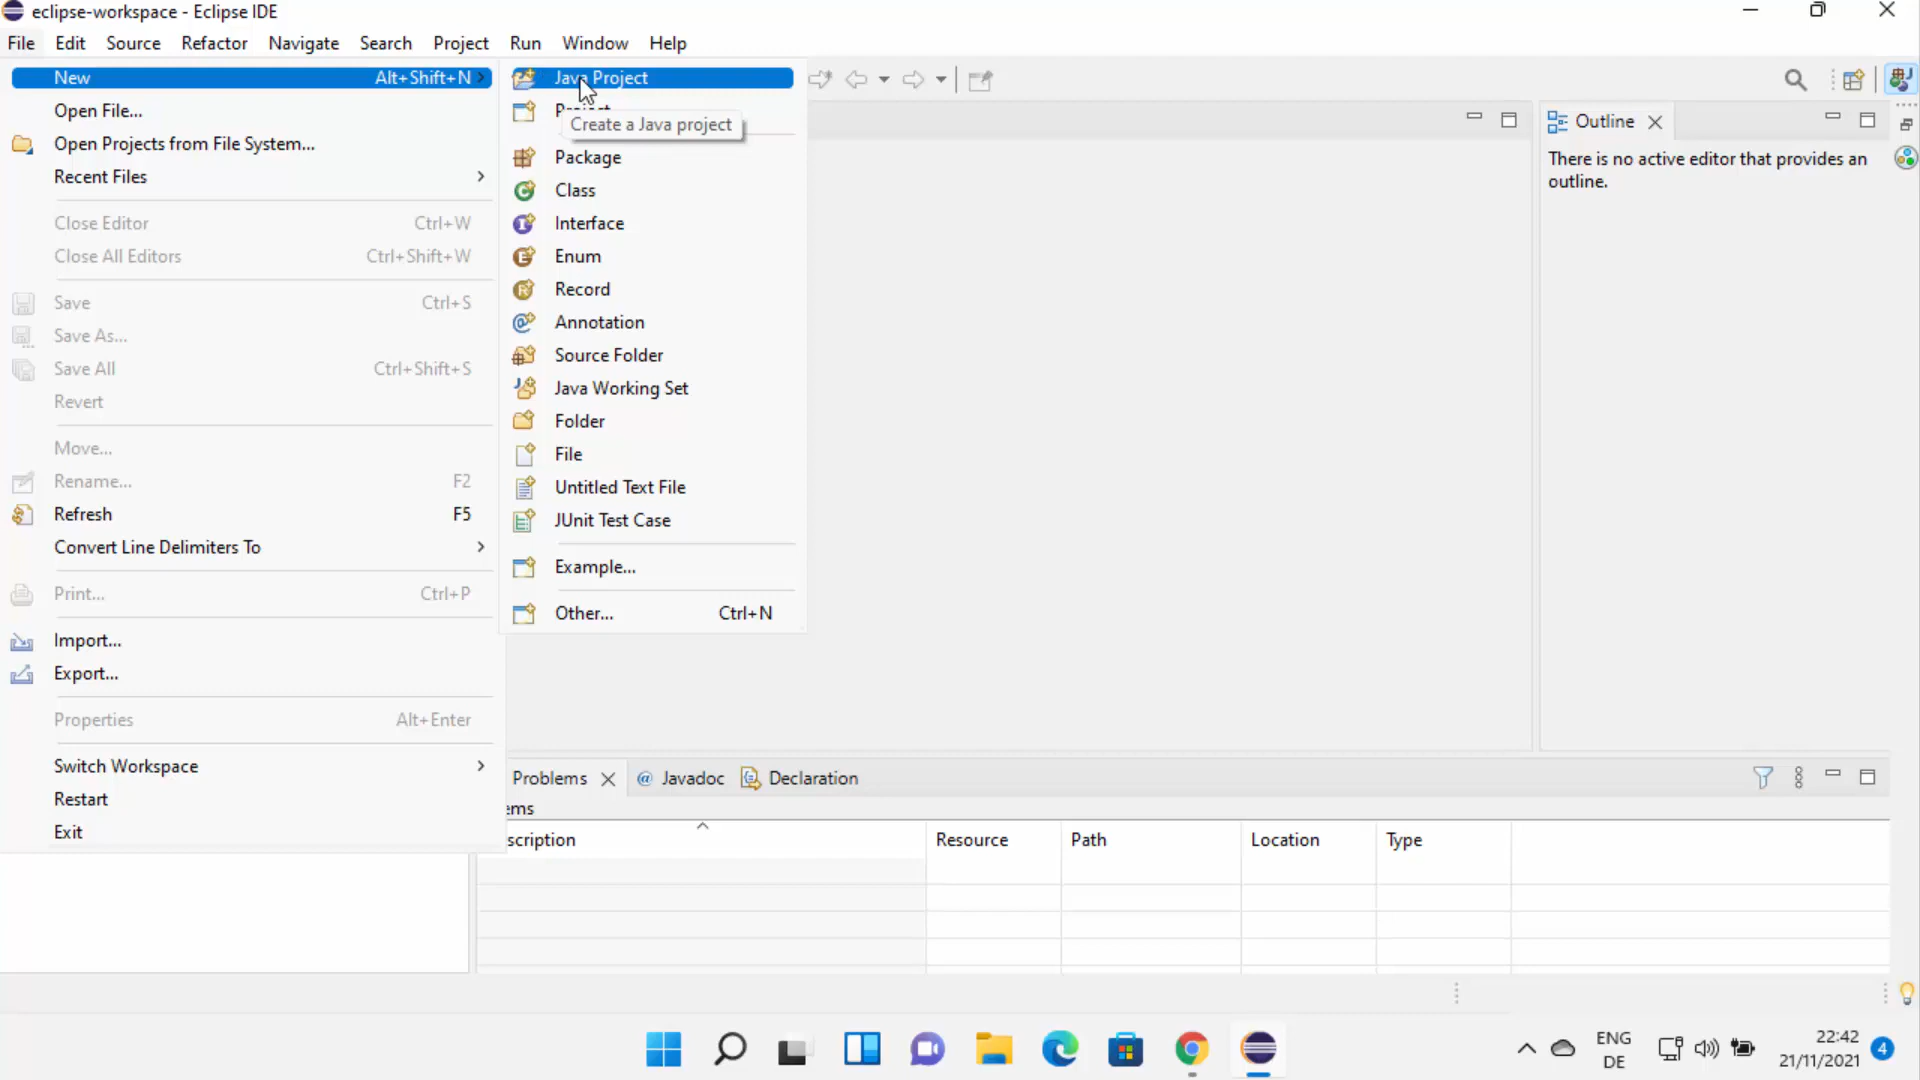 eclipse-workspace - Eclipse IDE
File Edit Source Refactor Navigate Search Project Run Window Help
New Alt+Shift+N
Open File...
Open Projects from File System...
Recent Files
Close Editor Ctrl+W
Close All Editors Ctrl+Shift+W
Save Ctrl+S
Save As...
Save All Ctrl+Shift+S
Revert
Move...
Rename... F2
Refresh F5
Convert Line Delimiters To
Print... Ctrl+P
Import...
Export...
Properties Alt+Enter
Switch Workspace
Restart
Exit
Java Project
Project...
Create a Java project
Package
Class
Interface
Enum
Record
Annotation
Source Folder
Java Working Set
Folder
File
Untitled Text File
JUnit Test Case
Example...
Other... Ctrl+N
Outline
There is no active editor that provides an
outline.
Problems @ Javadoc Declaration
ems
scription Resource Path Location Type
ENG
DE
22:42
21/11/2021
4